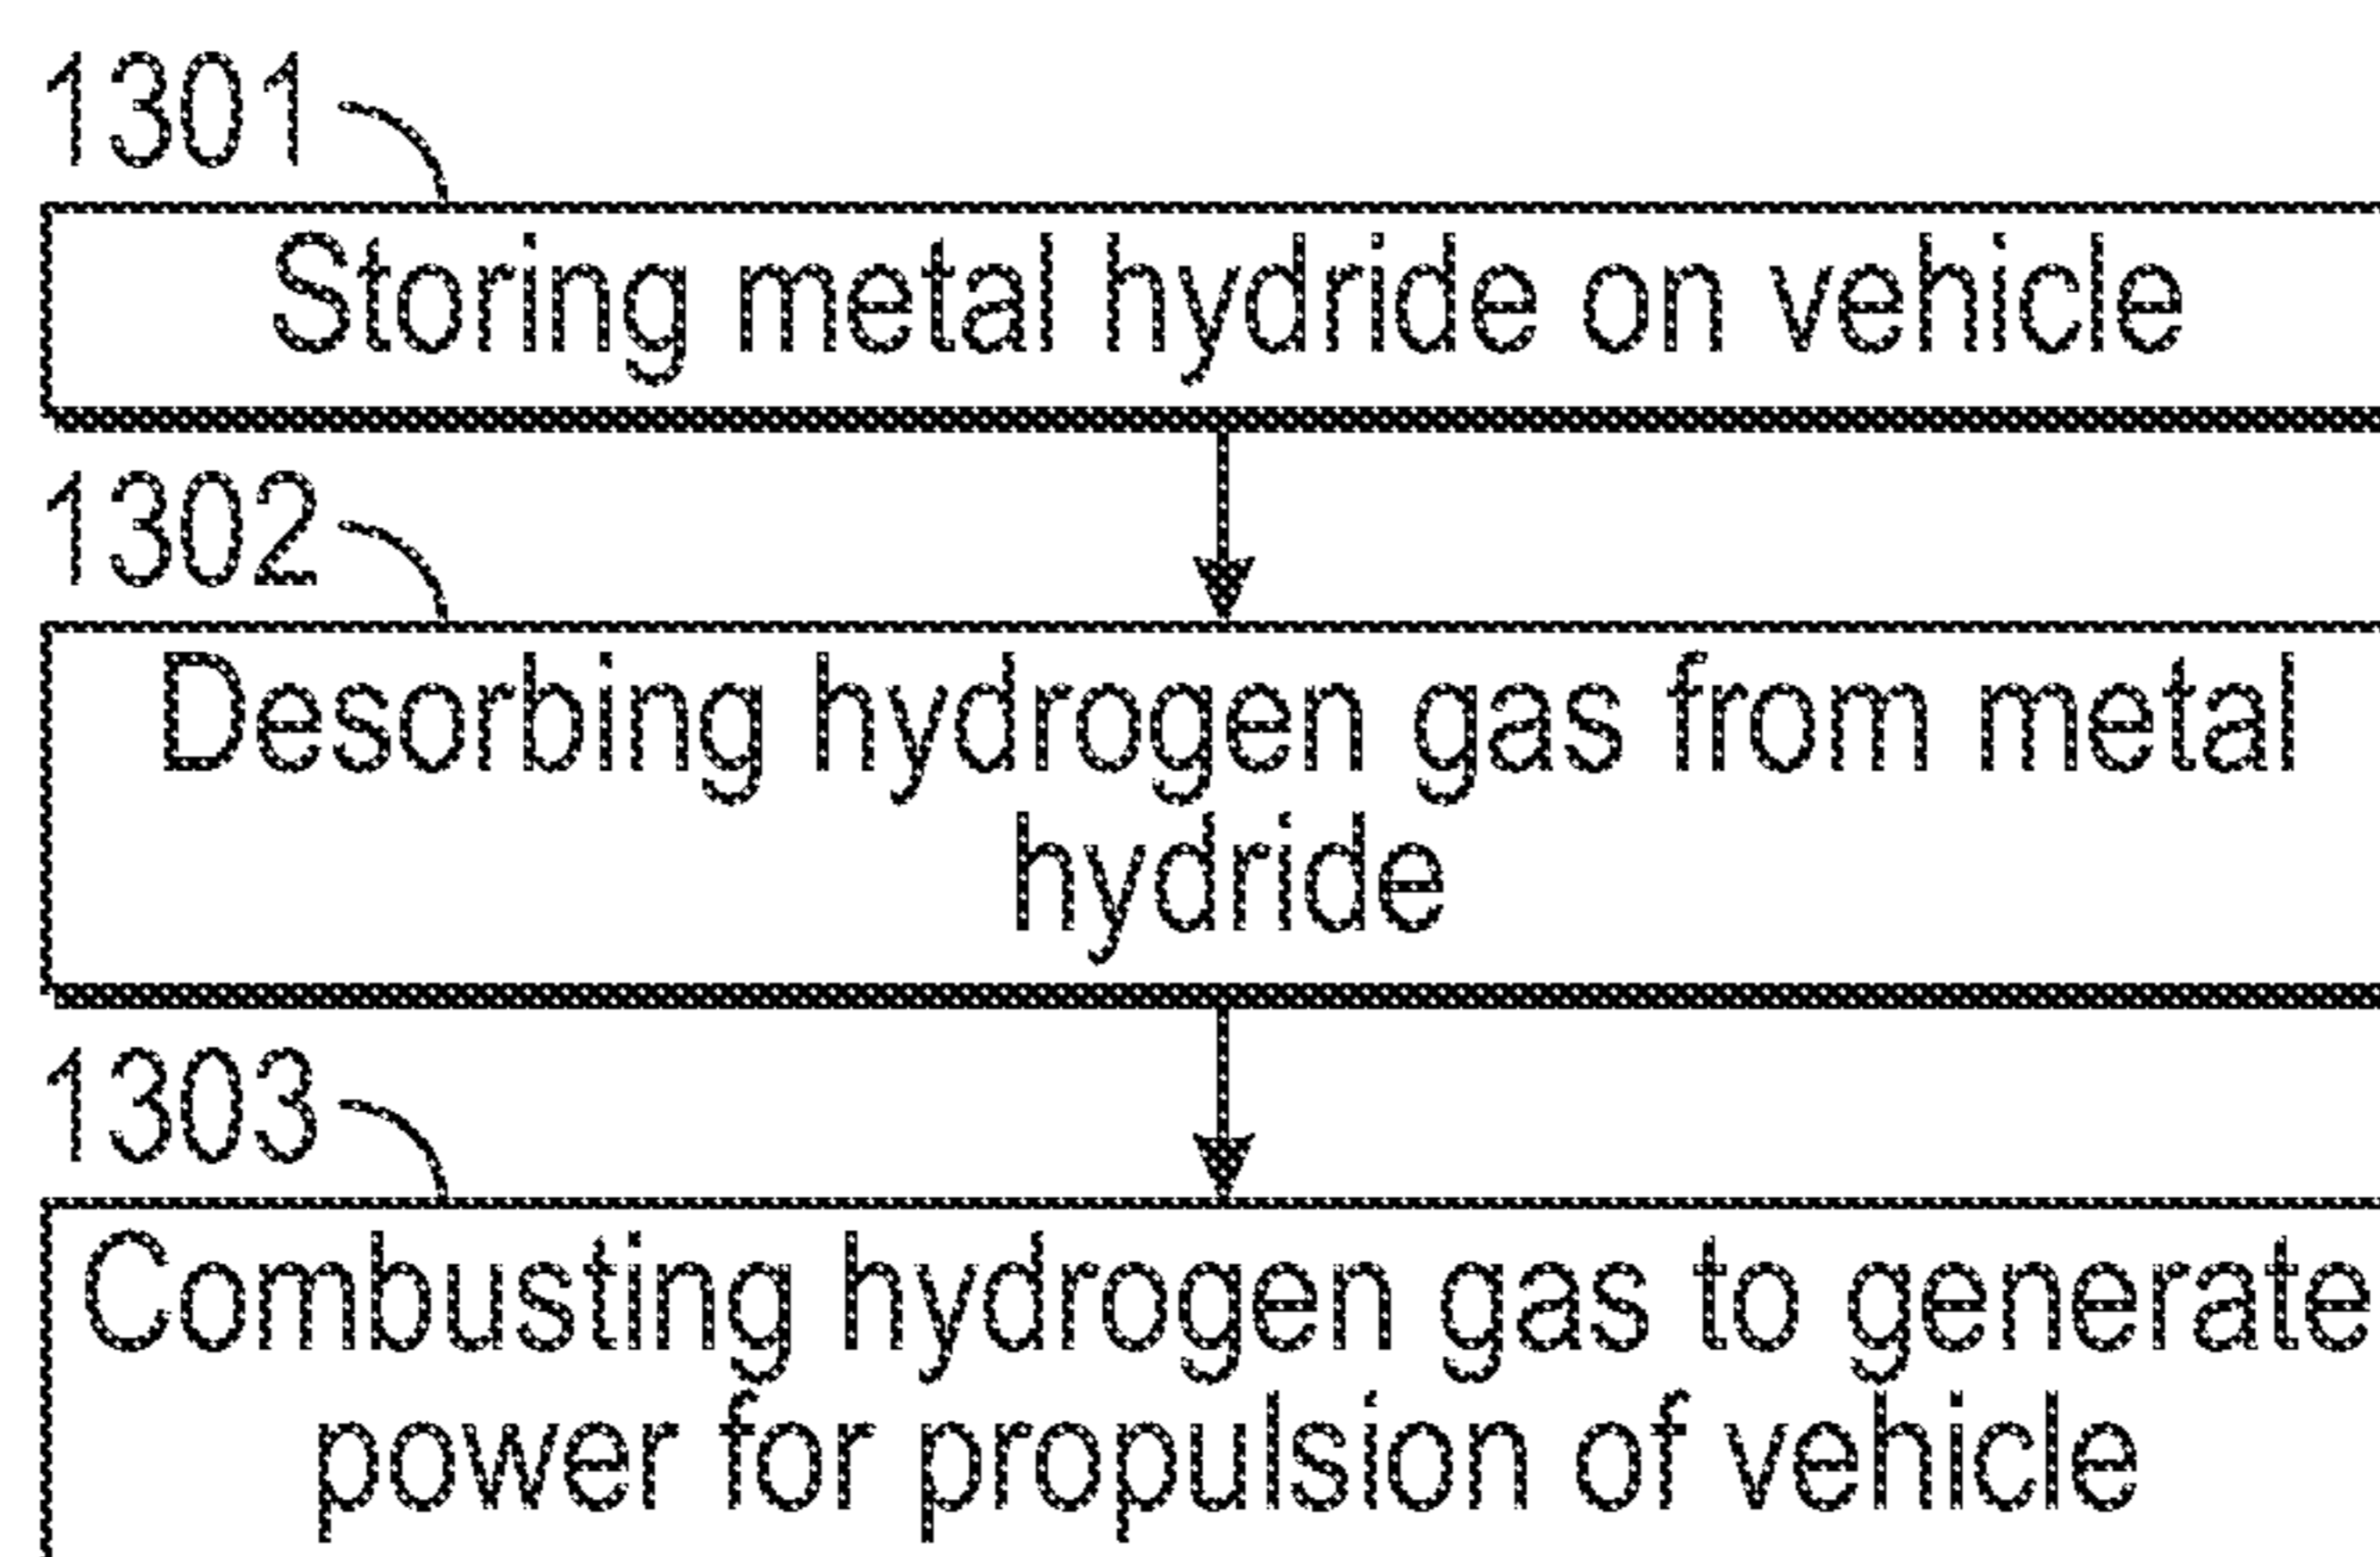 1301
Storing metal hydride on vehicle
1302
Desorbing hydrogen gas from metal
hydride
1303
Combusting hydrogen gas to generate
power for propulsion of vehicle